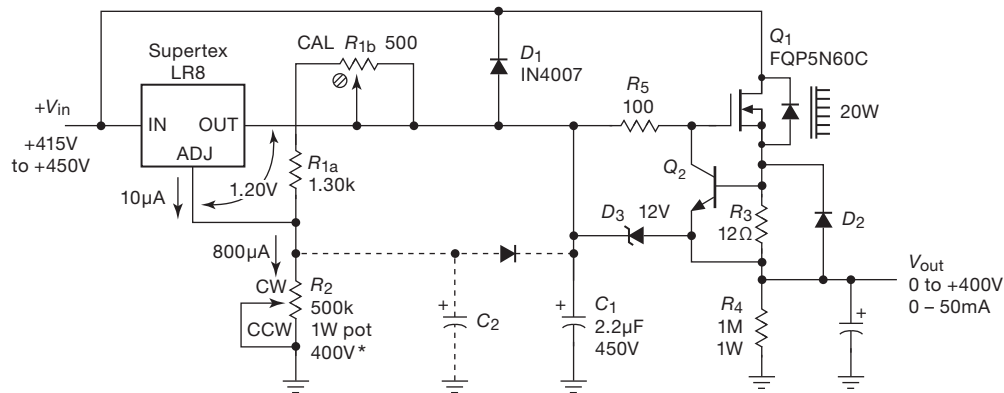 Supertex
LR8
CAL R1b 500
D1
IN4007
Q1
FQP5N60C
R5
100
20W
+Vin
+415V
to +450V
IN OUT
ADJ
10µA
1.20V
R1a
1.30k
Q2
D3 12V
R3
12Ω
D2
800µA
CW
CCW
R2
500k
1W pot
400V*
+
C2
+
C1
2.2µF
450V
R4
1M
1W
+
Vout
0 to +400V
0 – 50mA